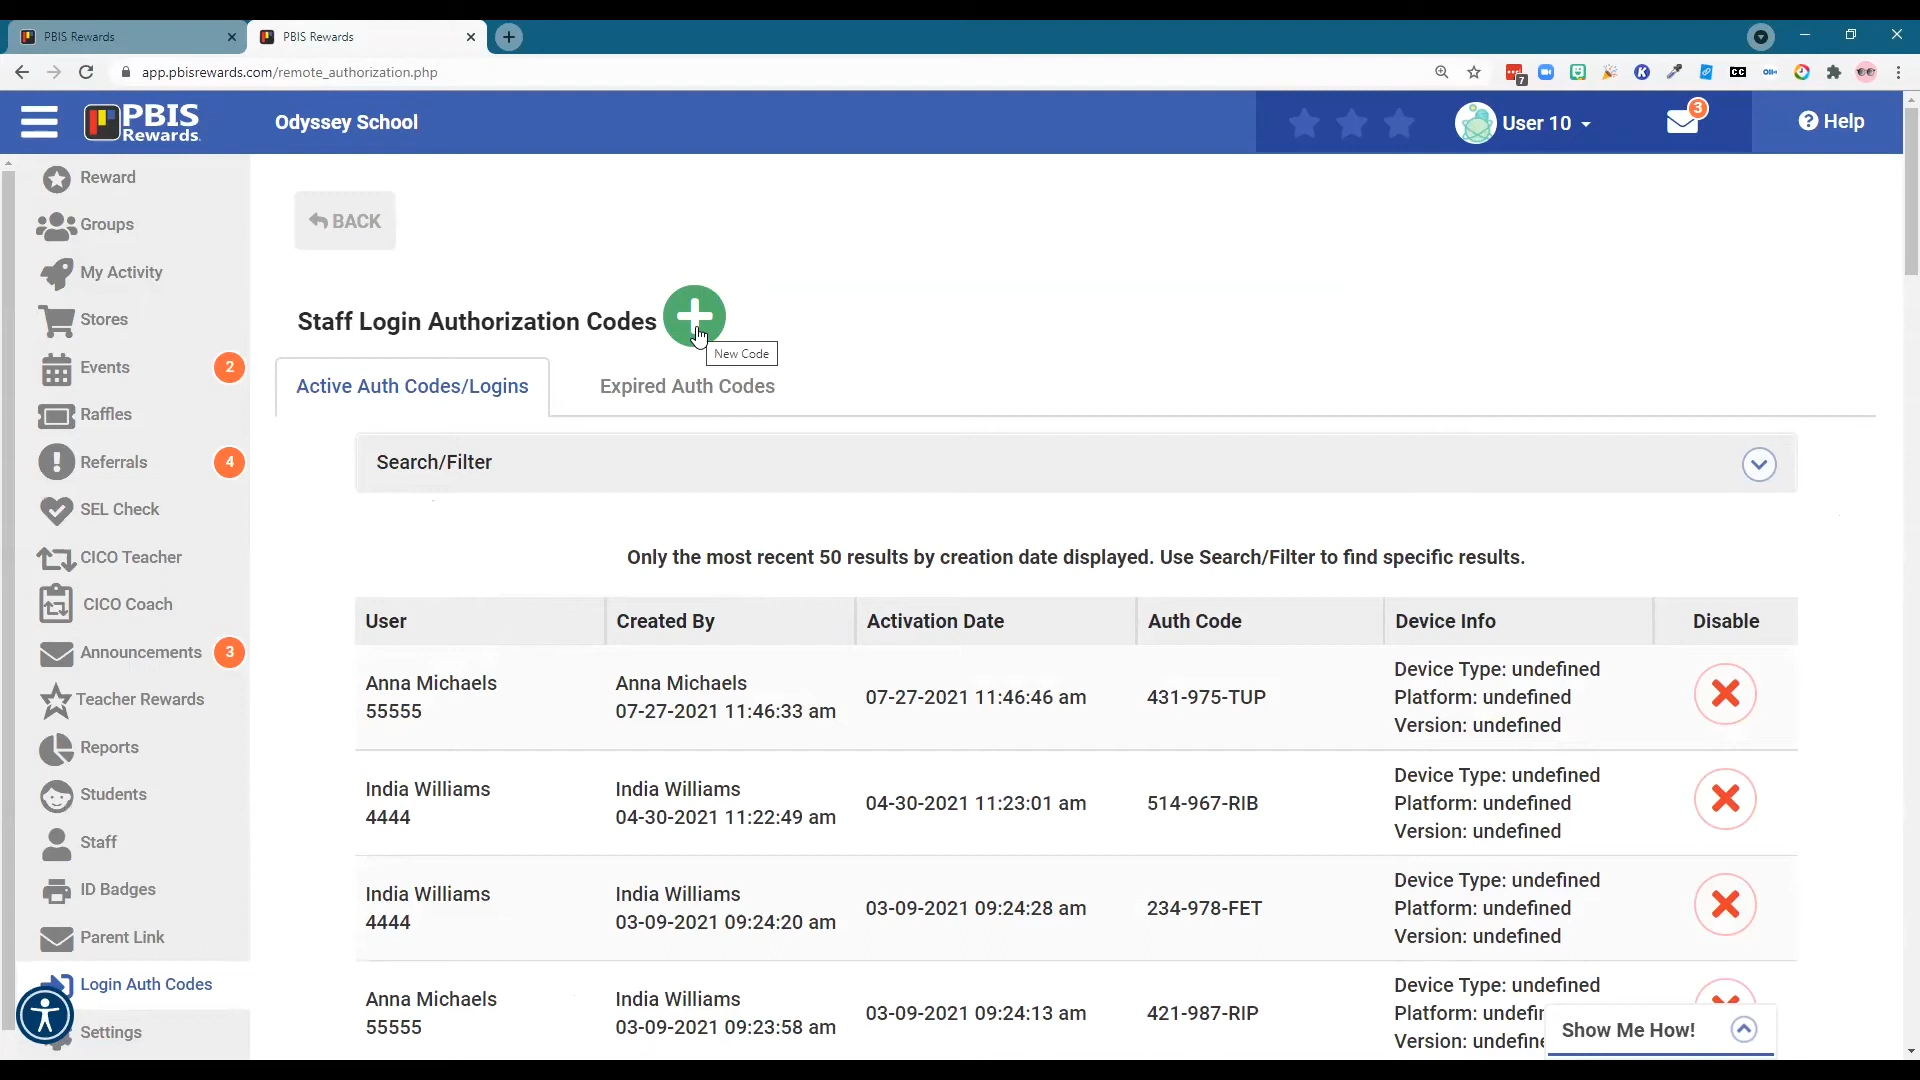 PBIS Rewards
PBIS Rewards
app.pbisrewards.com/remote_authorization.php
7
CC
PBIS
Rewards.
Odyssey School
User 10
3
Help
Reward
Groups
My Activity
Stores
Events 2
Raffles
Referrals 4
SEL Check
CICO Teacher
CICO Coach
Announcements 3
Teacher Rewards
Reports
Students
Staff
ID Badges
Parent Link
Login Auth Codes
Settings
BACK
Staff Login Authorization Codes
New Code
Active Auth Codes/Logins Expired Auth Codes
Search/Filter
Only the most recent 50 results by creation date displayed. Use Search/Filter to find specific results.
User Created By Activation Date Auth Code Device Info Disable
Anna Michaels
55555
Anna Michaels
07-27-2021 11:46:33 am
07-27-2021 11:46:46 am
431-975-TUP
Device Type: undefined
Platform: undefined
Version: undefined
India Williams
4444
India Williams
04-30-2021 11:22:49 am
04-30-2021 11:23:01 am
514-967-RIB
Device Type: undefined
Platform: undefined
Version: undefined
India Williams
4444
India Williams
03-09-2021 09:24:20 am
03-09-2021 09:24:28 am
234-978-FET
Device Type: undefined
Platform: undefined
Version: undefined
Anna Michaels
55555
India Williams
03-09-2021 09:23:58 am
03-09-2021 09:24:13 am
421-987-RIP
Device Type: undefined
Platform:
Version:
Show Me How!